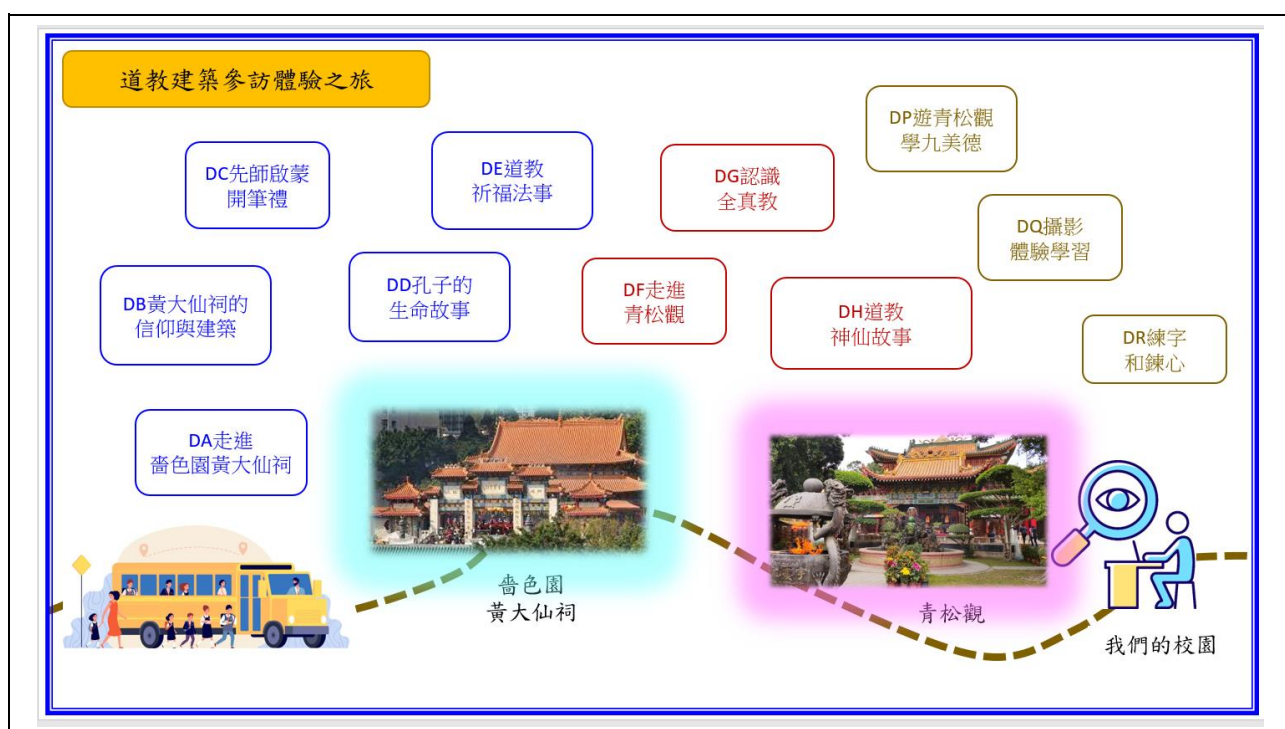 道教建築參訪體驗之旅
DP遊青松觀
學九美德
DC先師啟蒙
開筆禮
DE道教
祈福法事
DG認識
全真教
DQ攝影
體驗學習
DB黃大仙祠的
信仰與建築
DD孔子的
生命故事
DF走進
青松觀
DH道教
神仙故事
DR練字
和鍊心
DA走進
嗇色園黃大仙祠
嗇色園
黃大仙祠
青松觀
我們的校園